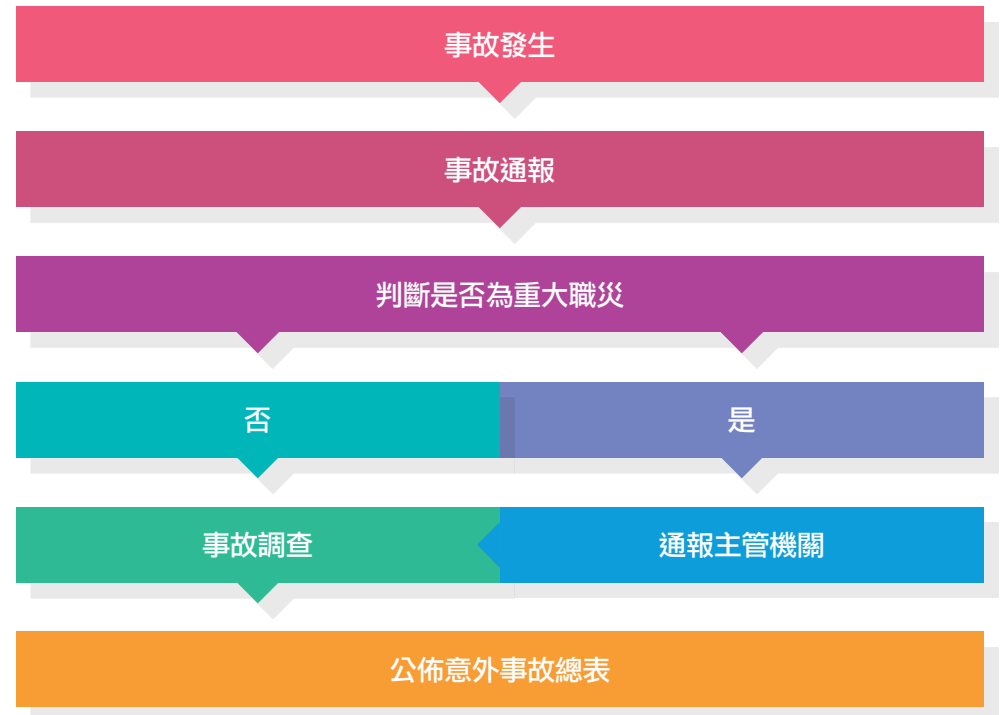 事故發生
事故通報
判斷是否為重大職災
否
是
事故調查
通報主管機關
公佈意外事故總表